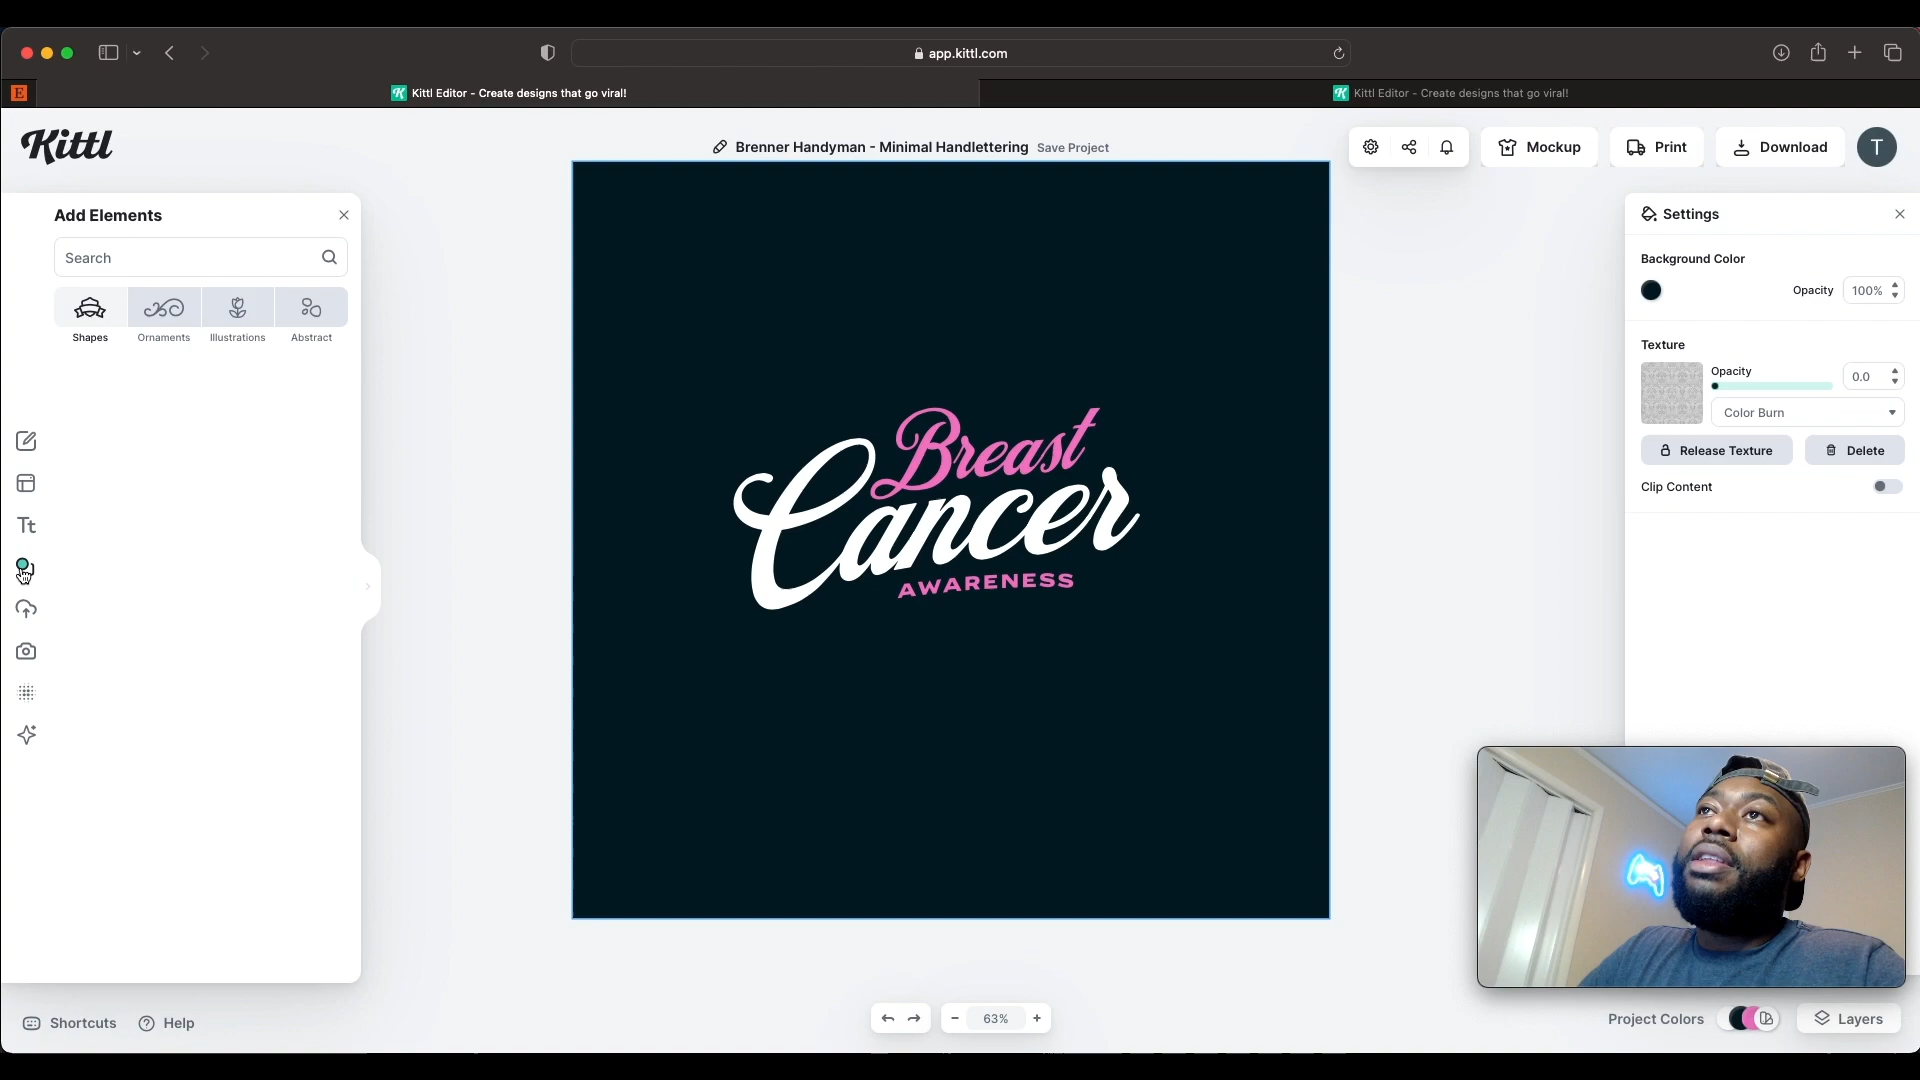 app.kittl.com
E
Kittl Editor - Create designs that go viral!
Kittl Editor - Create designs that go viral!
Kittl
Brenner Handyman - Minimal Handlettering
Save Project
Mockup
Print
Download
T
Add Elements
Search
Shapes
Ornaments
Illustrations
Abstract
Tt
Breast
Cancer
AWARENESS
Settings
Background Color
Opacity
100%
Texture
Opacity
0.0
Color Burn
Release Texture
Delete
Clip Content
Shortcuts
Help
63%
Project Colors
Layers